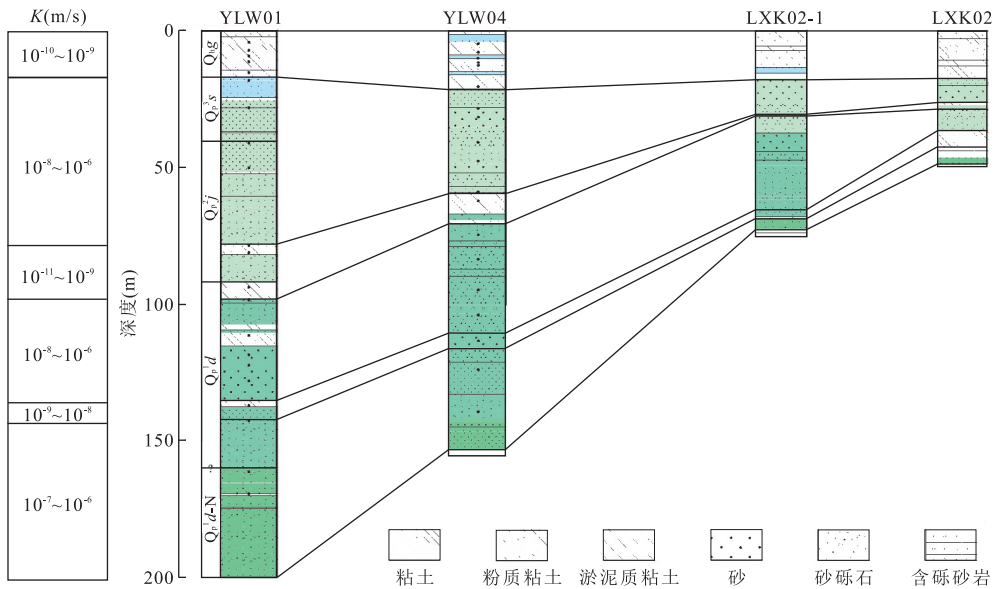 K(m/s)
YLW01
YLW04
LXK02-1
LXK02
10⁻¹⁰~10⁻⁹
10⁻⁸~10⁻⁶
10⁻¹¹~10⁻⁹
10⁻⁸~10⁻⁶
10⁻⁹~10⁻⁸
10⁻⁷~10⁻⁶
深度(m)
0
50
100
150
200
Qₕg
Qₚ³s
Qₚ²j
Qₚ¹d
Qₚ¹d-N
粘土
粉质粘土
淤泥质粘土
砂
砂砾石
含砾砂岩